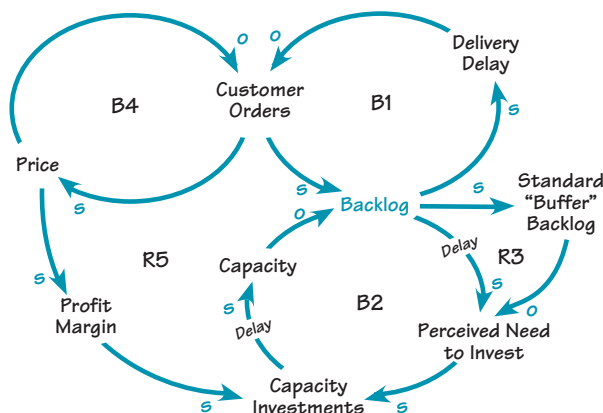 o
o
Delivery
Delay
Customer
Orders
B4
B1
s
Price
s
s
s
Standard
"Buffer"
Backlog
Backlog
o
Delay
s
R5
Capacity
R3
s
Profit
Margin
s
Delay
B2
s
o
Perceived Need
to Invest
Capacity
Investments
s
s